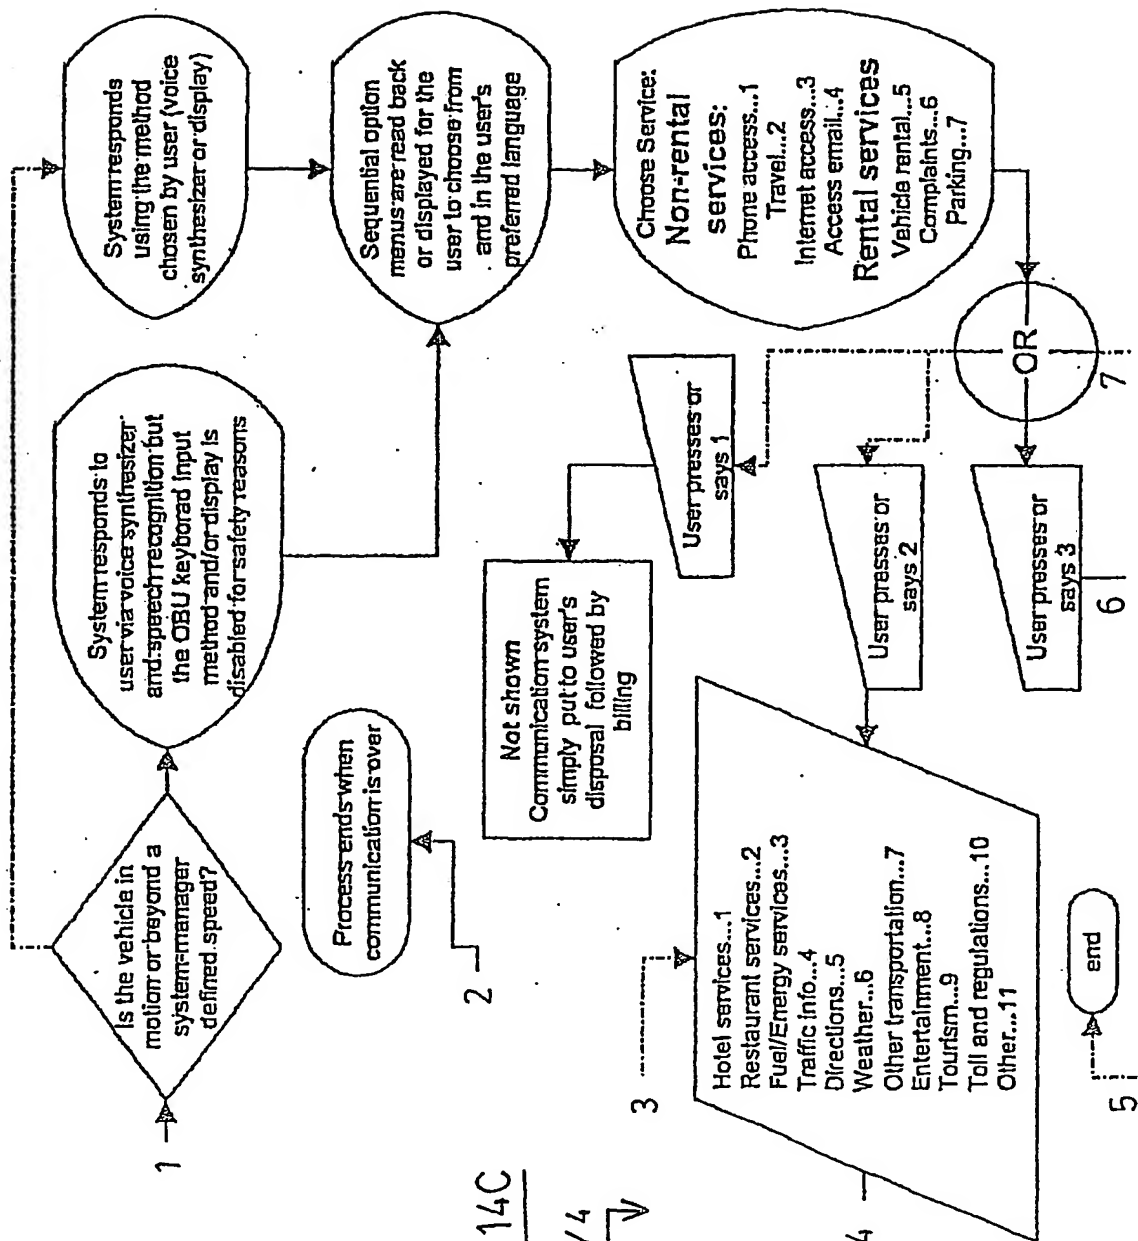 1
Is the vehicle in
motion or beyond a
system-manager
defined speed?
System responds to
user via voice synthesizer
and speech recognition but
the OBU keyborad input
method and/or display is
disabled for safety reasons
System responds
using the method
chosen by user (voice
synthesizer or display)
Process ends when
communication is over
2
Sequential option
menus are read back
or displayed for the
user to choose from
and in the user's
preferred language
Not shown
Communication system
simply put to user's
disposal followed by
billing
User presses or
says 1
Choose Service:
Non-rental
services:
Phone access...1
Travel...2
Internet access...3
Access email...4
Rental services
Vehicle rental...5
Complaints...6
Parking...7
3
Hotel services...1
Restaurant services...2
Fuel/Energy services...3
Traffic info...4
Directions...5
Weather...6
Other transportation...7
Entertainment...8
Tourism...9
Toll and regulations...10
Other...11
4
User presses or
says 2
User presses or
says 3
OR
end
5
6
7
14C
/4